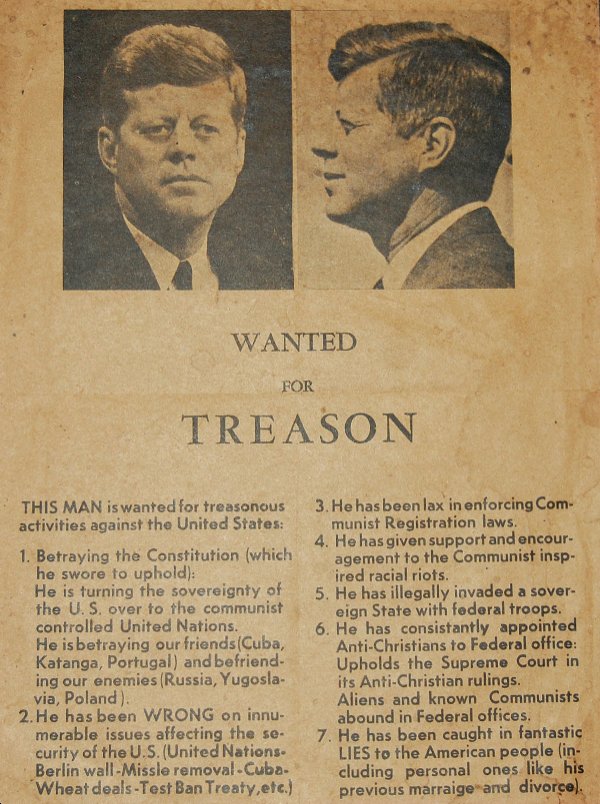 WANTED
FOR
TREASON
THIS MAN is wanted for treasonous
activities against the United States:
1. Betraying the Constitution (which
he swore to uphold):
He is turning the sovereignty of
the U. S. over to the communist
controlled United Nations.
He is betraying our friends (Cuba,
Katanga, Portugal) and befriend-
ing our enemies (Russia, Yugosla-
via, Poland).
2. He has been WRONG on innu-
merable issues affecting the se-
curity of the U.S. (United Nations-
Berlin wall-Missle removal-Cuba-
Wheat deals-Test Ban Treaty, etc.)
3. He has been lax in enforcing Com-
munist Registration laws.
4. He has given support and encour-
agement to the Communist insp-
ired racial riots.
5. He has illegally invaded a sover-
eign State with federal troops.
6. He has consistantly appointed
Anti-Christians to Federal office:
Upholds the Supreme Court in
its Anti-Christian rulings.
Aliens and known Communists
abound in Federal offices.
7. He has been caught in fantastic
LIES to the American people (in-
cluding personal ones like his
previous marraige and divorce).